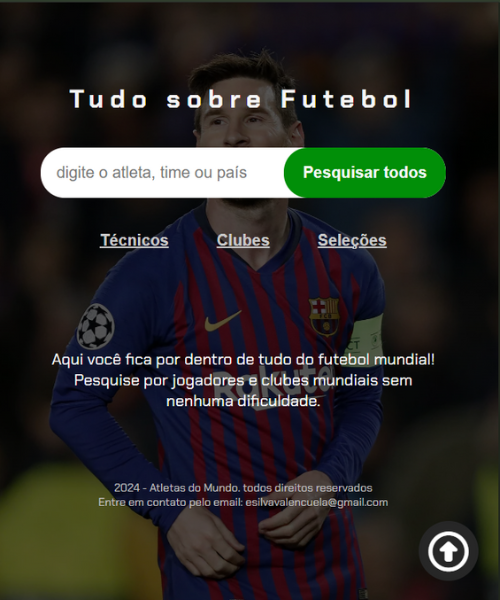 Tudo sobre Futebol
digite o atleta, time ou país
Pesquisar todos
Técnicos Clubes Seleções
Aqui você fica por dentro de tudo do futebol mundial!
Pesquise por jogadores e clubes mundiais sem
nenhuma dificuldade.
Rakuten
2024 - Atletas do Mundo. todos direitos reservados
Entre em contato pelo email: esilvavalencuela@gmail.com